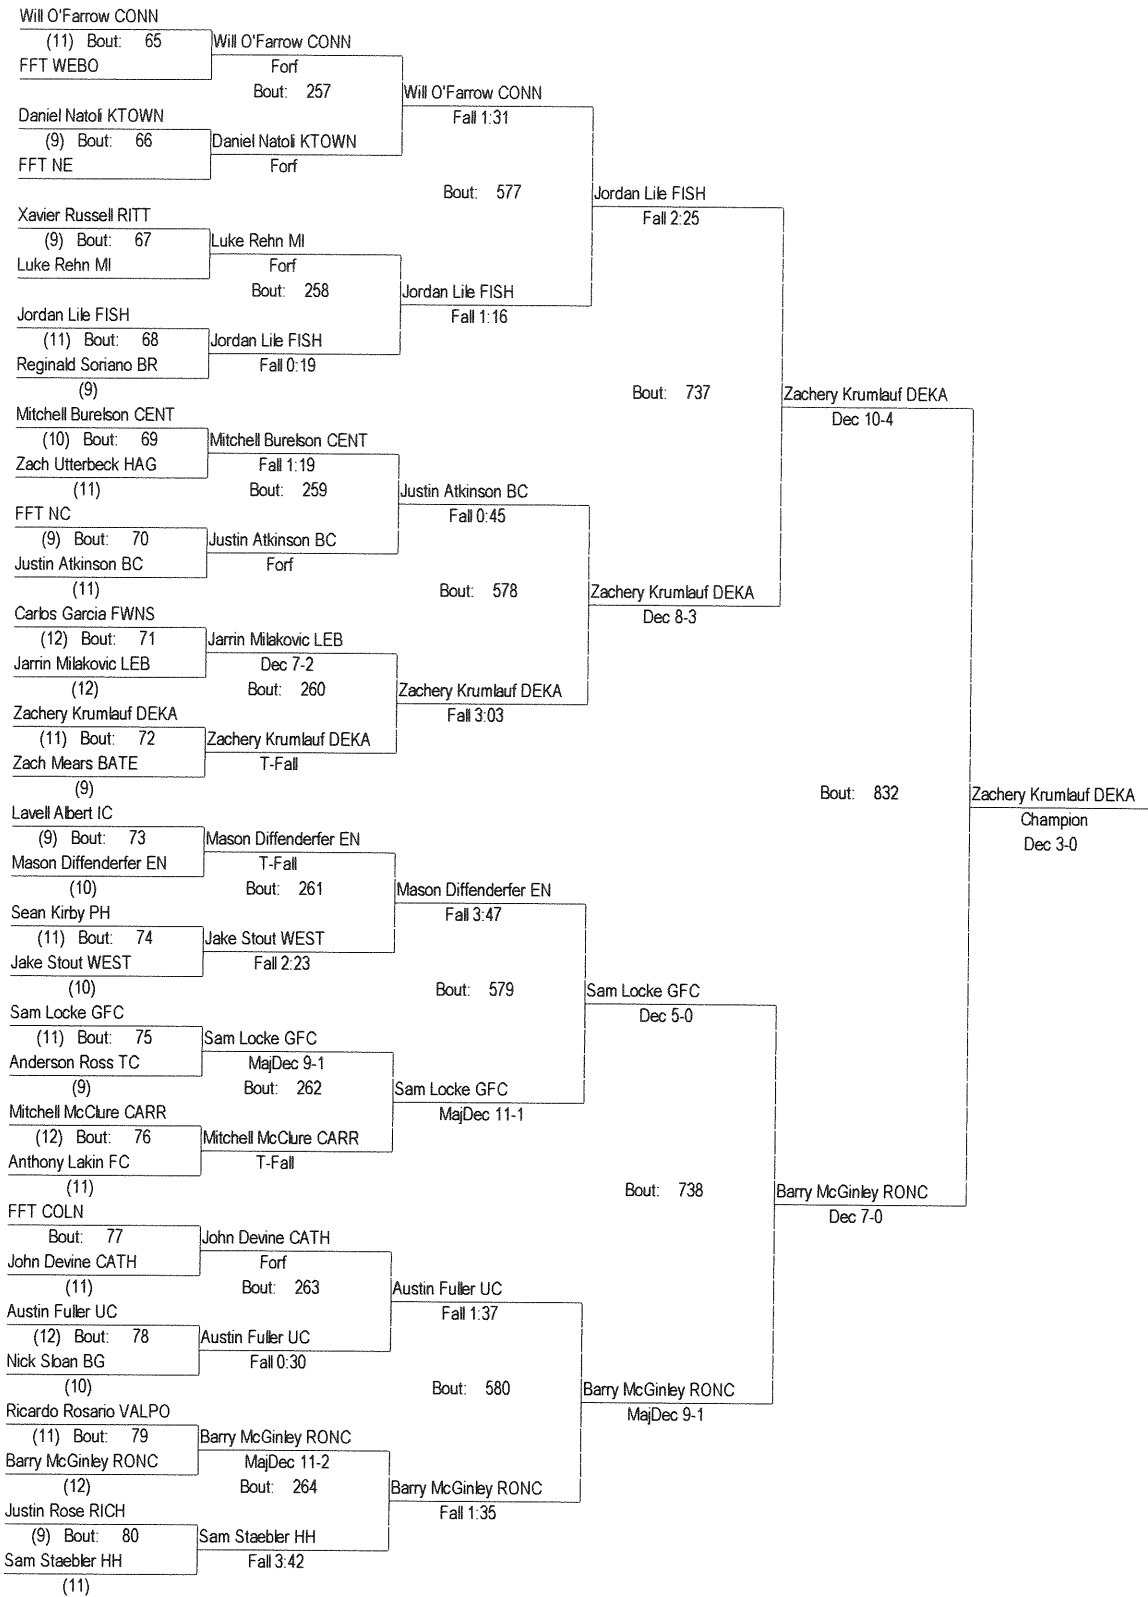 Will O'Farrow CONN
(11) Bout: 65
Will O'Farrow CONN
FFT WEBO
Forf
Bout: 257
Will O'Farrow CONN
Daniel Natoli KTOWN
Fall 1:31
(9) Bout: 66
Daniel Natoli KTOWN
FFT NE
Forf
Bout: 577
Jordan Lile FISH
Xavier Russell RITT
Fall 2:25
(9) Bout: 67
Luke Rehn MI
Luke Rehn MI
Forf
Bout: 258
Jordan Lile FISH
Jordan Lile FISH
Fall 1:16
(11) Bout: 68
Jordan Lile FISH
Reginald Soriano BR
Fall 0:19
(9)
Bout: 737
Zachery Krumlauf DEKA
Mitchell Burelson CENT
Dec 10-4
(10) Bout: 69
Mitchell Burelson CENT
Zach Utterbeck HAG
Fall 1:19
(11)
Bout: 259
Justin Atkinson BC
FFT NC
Fall 0:45
(9) Bout: 70
Justin Atkinson BC
Justin Atkinson BC
Forf
(11)
Bout: 578
Zachery Krumlauf DEKA
Carlos Garcia FWNS
Dec 8-3
(12) Bout: 71
Jarrin Milakovic LEB
Jarrin Milakovic LEB
Dec 7-2
(12)
Bout: 260
Zachery Krumlauf DEKA
Zachery Krumlauf DEKA
Fall 3:03
(11) Bout: 72
Zachery Krumlauf DEKA
Zach Mears BATE
T-Fall
(9)
Bout: 832
Zachery Krumlauf DEKA
Lavell Albert IC
Champion
(9) Bout: 73
Mason Diffenderfer EN
Dec 3-0
Mason Diffenderfer EN
T-Fall
(10)
Bout: 261
Mason Diffenderfer EN
Sean Kirby PH
Fall 3:47
(11) Bout: 74
Jake Stout WEST
Jake Stout WEST
Fall 2:23
(10)
Bout: 579
Sam Locke GFC
Sam Locke GFC
Dec 5-0
(11) Bout: 75
Sam Locke GFC
Anderson Ross TC
MajDec 9-1
(9)
Bout: 262
Sam Locke GFC
Mitchell McClure CARR
MajDec 11-1
(12) Bout: 76
Mitchell McClure CARR
Anthony Lakin FC
T-Fall
(11)
Bout: 738
Barry McGinley RONC
FFT COLN
Dec 7-0
Bout: 77
John Devine CATH
John Devine CATH
Forf
(11)
Bout: 263
Austin Fuller UC
Austin Fuller UC
Fall 1:37
(12) Bout: 78
Austin Fuller UC
Nick Sloan BG
Fall 0:30
(10)
Bout: 580
Barry McGinley RONC
Ricardo Rosario VALPO
MajDec 9-1
(11) Bout: 79
Barry McGinley RONC
Barry McGinley RONC
MajDec 11-2
(12)
Bout: 264
Barry McGinley RONC
Justin Rose RICH
Fall 1:35
(9) Bout: 80
Sam Staebler HH
Sam Staebler HH
Fall 3:42
(11)